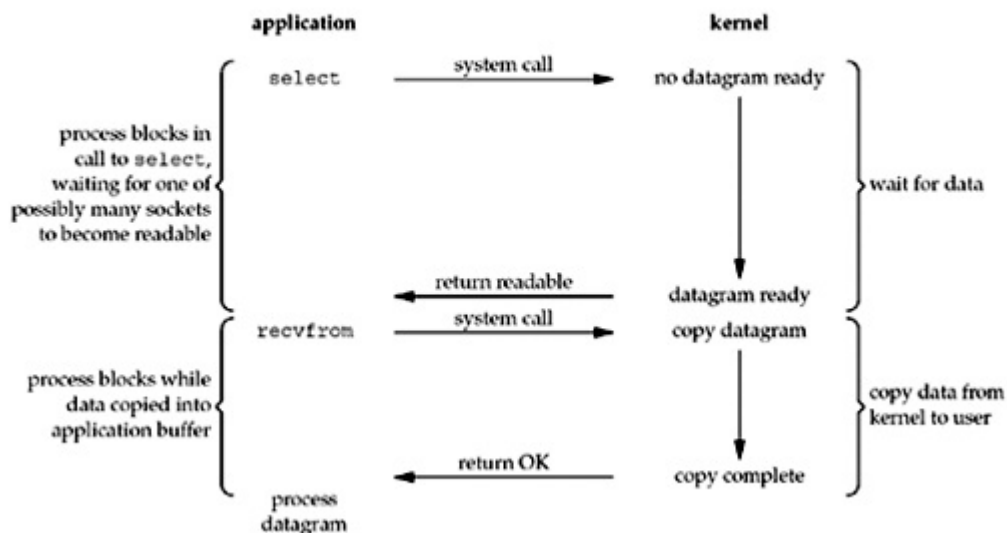 application
kernel
select
system call
no datagram ready
process blocks in
call to select,
waiting for one of
possibly many sockets
to become readable
wait for data
return readable
datagram ready
recvfrom
system call
copy datagram
process blocks while
data copied into
application buffer
copy data from
kernel to user
return OK
copy complete
process
datagram